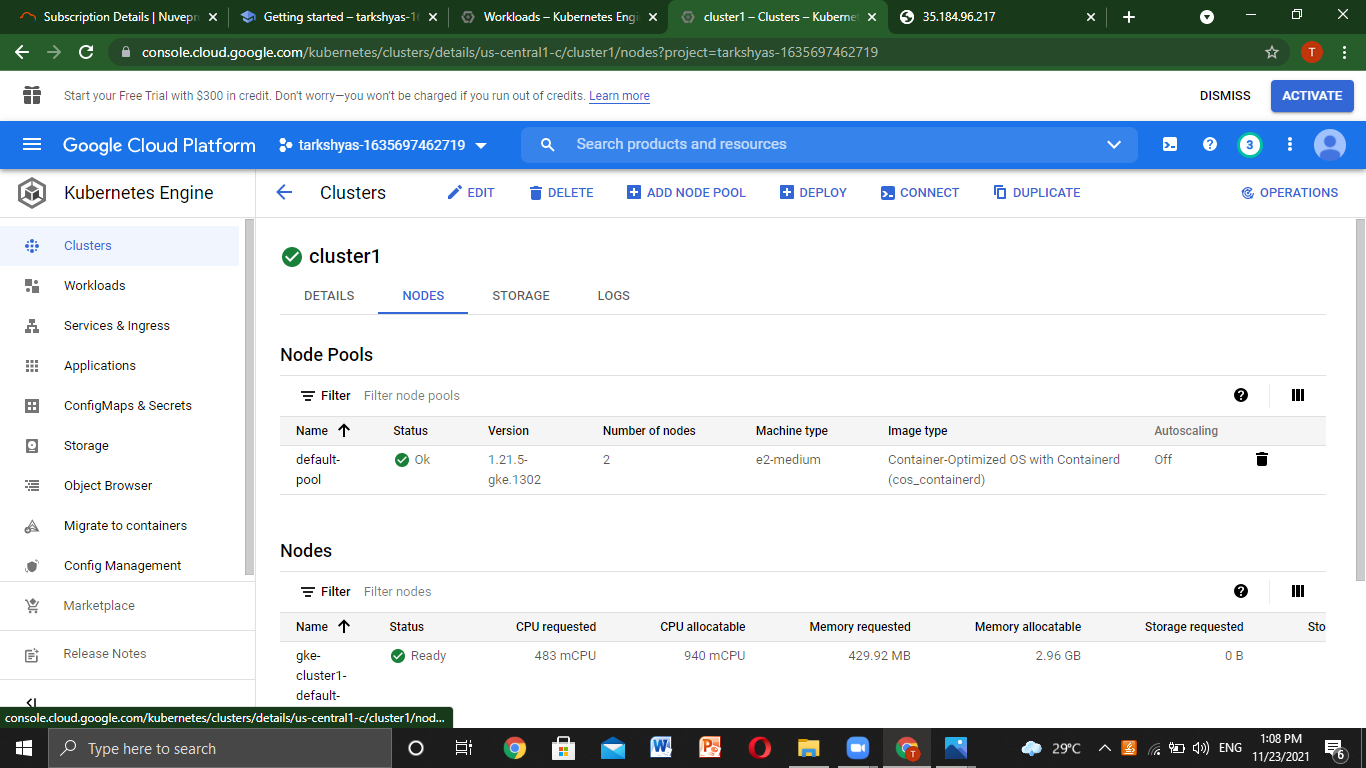 Subscription Details | Nuvepro
Getting started – tarkshyas-16
Workloads – Kubernetes Engi
cluster1 – Clusters – Kubernet
35.184.96.217
console.cloud.google.com/kubernetes/clusters/details/us-central1-c/cluster1/nodes?project=tarkshyas-1635697462719
T
Start your Free Trial with $300 in credit. Don't worry—you won't be charged if you run out of credits. Learn more
DISMISS
ACTIVATE
Google Cloud Platform
tarkshyas-1635697462719
Search products and resources
3
Kubernetes Engine
Clusters
EDIT
DELETE
ADD NODE POOL
DEPLOY
CONNECT
DUPLICATE
OPERATIONS
Clusters
Workloads
Services & Ingress
Applications
ConfigMaps & Secrets
Storage
Object Browser
Migrate to containers
Config Management
Marketplace
Release Notes
cluster1
DETAILS
NODES
STORAGE
LOGS
Node Pools
Filter Filter node pools
Name Status Version Number of nodes Machine type Image type Autoscaling
default- Ok 1.21.5- 2 e2-medium Container-Optimized OS with Containerd Off
pool gke.1302 (cos_containerd)
Nodes
Filter Filter nodes
Name Status CPU requested CPU allocatable Memory requested Memory allocatable Storage requested Sto
gke- Ready 483 mCPU 940 mCPU 429.92 MB 2.96 GB 0 B
cluster1-
default-
console.cloud.google.com/kubernetes/clusters/details/us-central1-c/cluster1/nod...
Type here to search
29°C
ENG
1:08 PM
11/23/2021
6